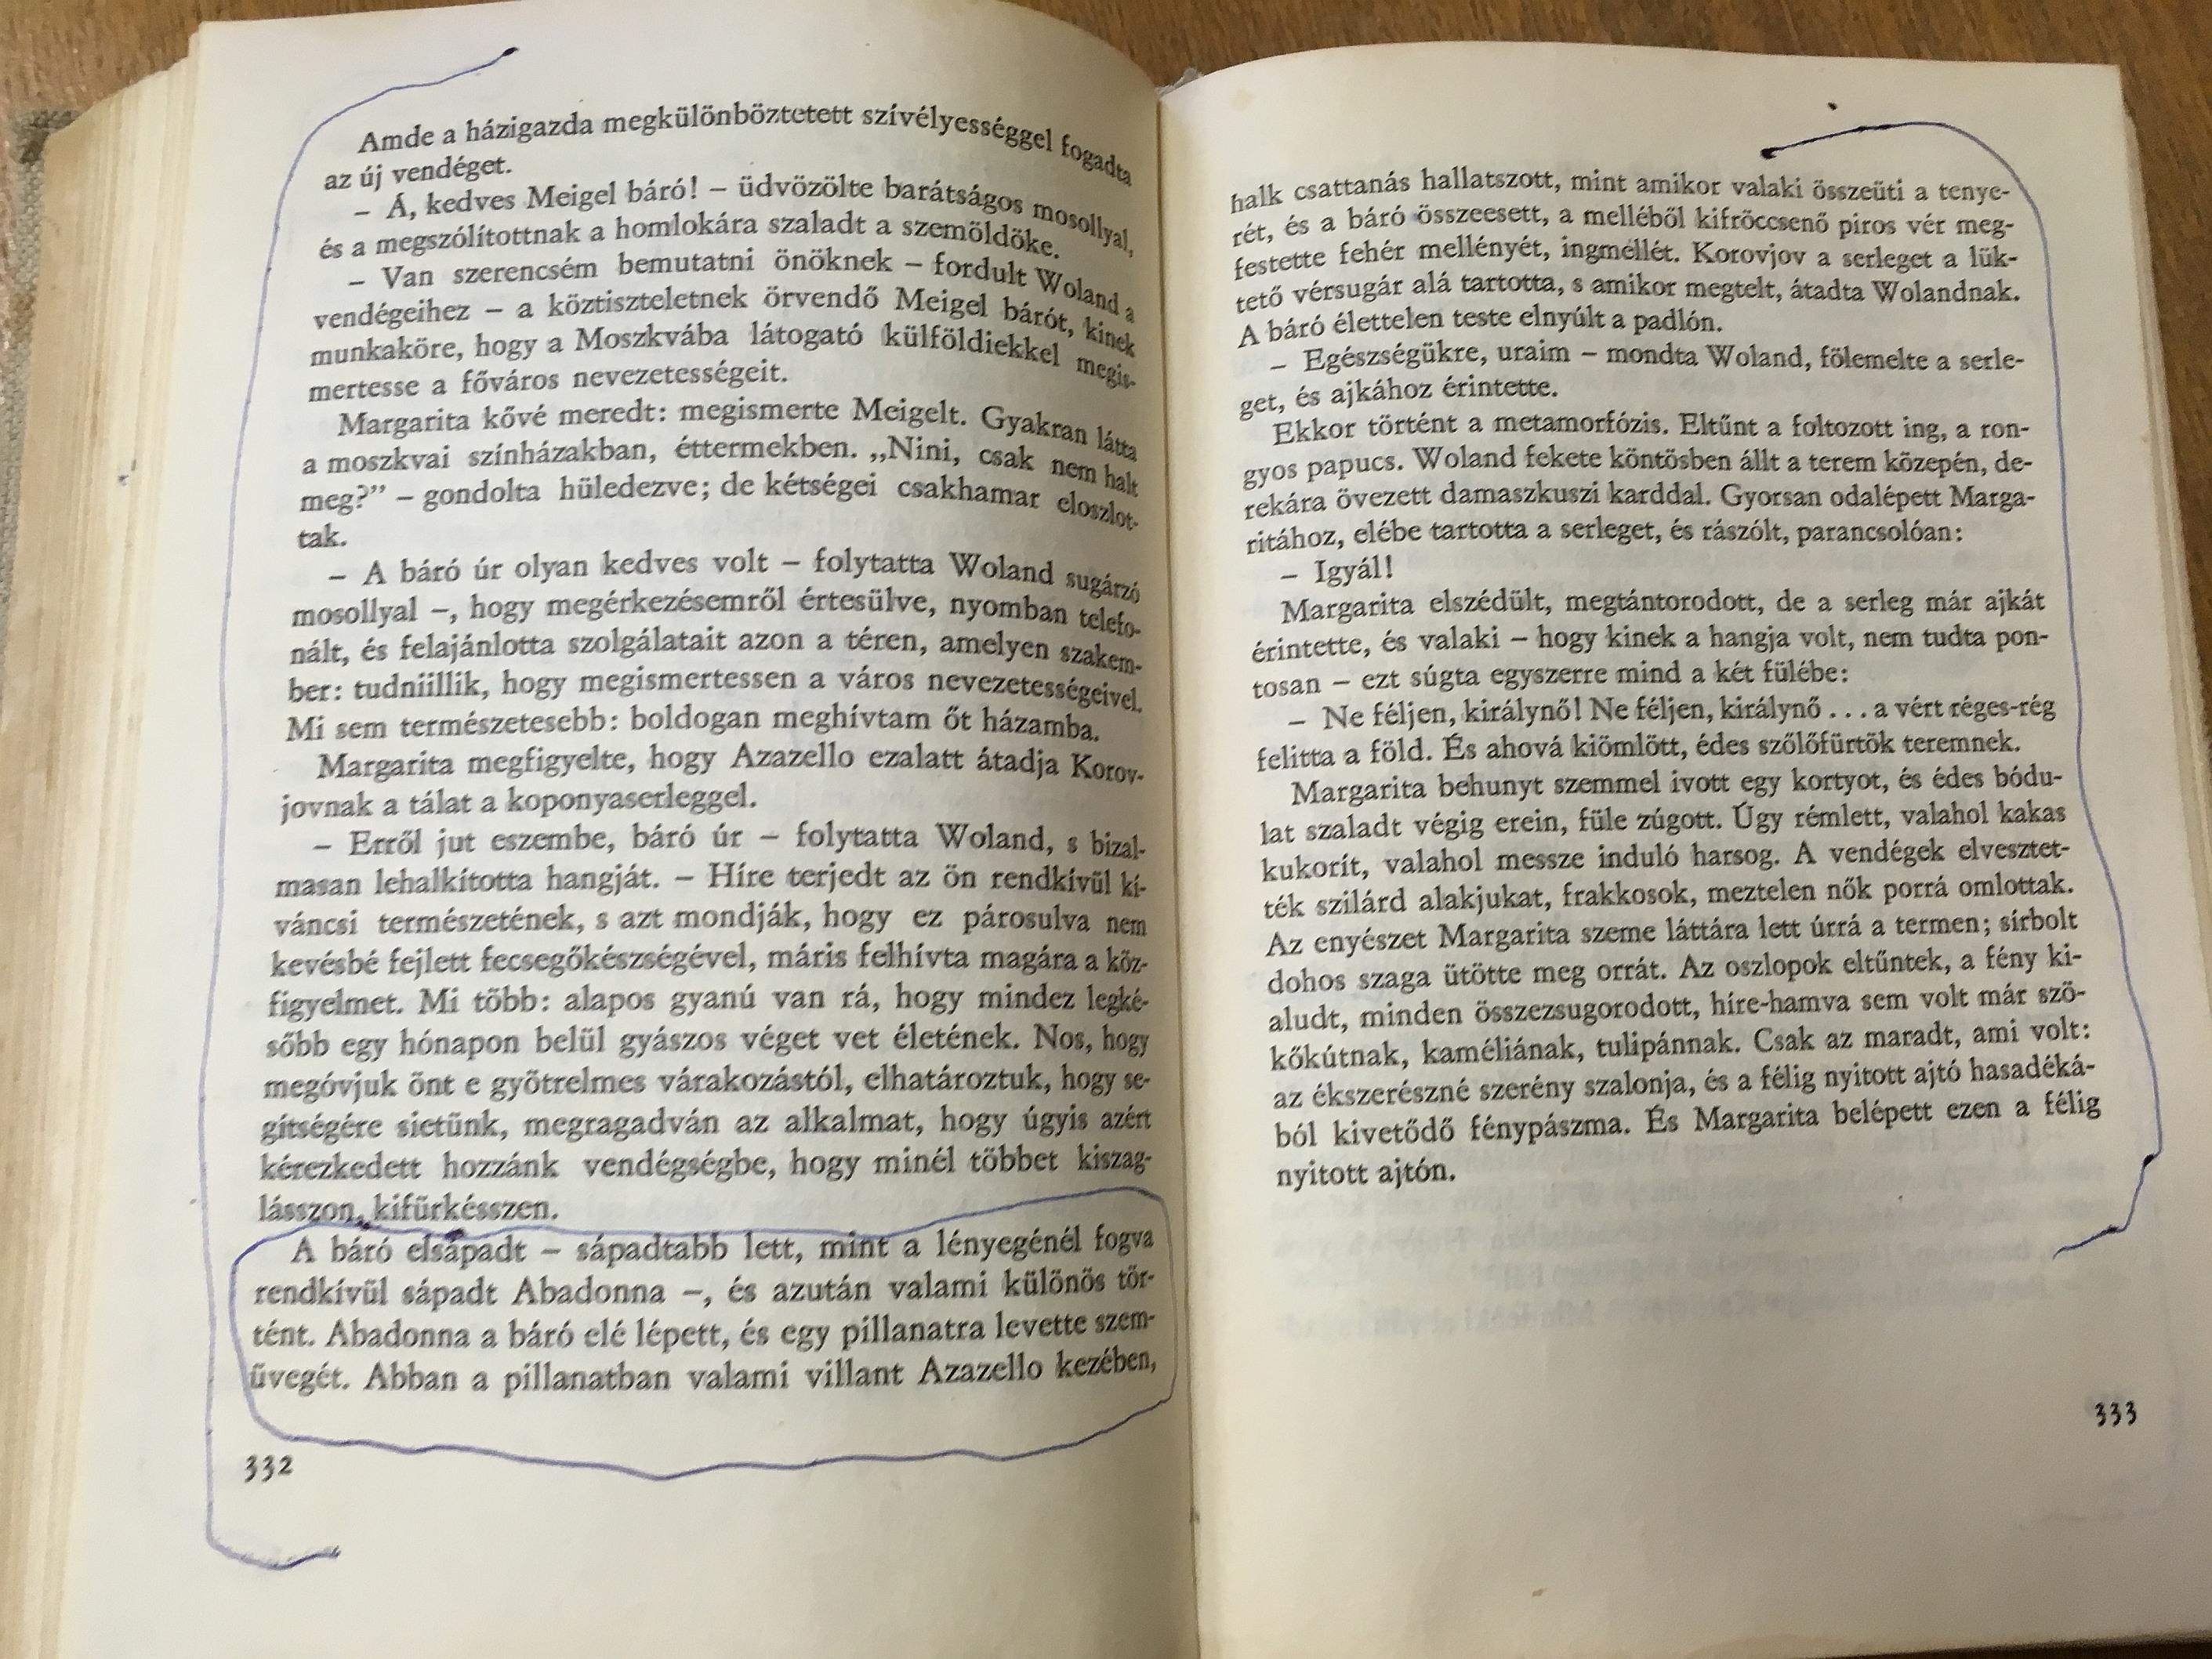 Amde a házigazda megkülönböztetett szívélyességgel fogadta
az új vendéget.
– Á, kedves Meigel báró! – üdvözölte barátságos mosollyal,
és a megszólítottnak a homlokára szaladt a szemöldöke.
– Van szerencsém bemutatni önöknek – fordult Woland a
vendégeihez – a köztiszteletnek örvendő Meigel bárót, kinek
munkaköre, hogy a Moszkvába látogató külföldiekkel megis-
mertesse a főváros nevezetességeit.
Margarita kővé meredt: megismerte Meigelt. Gyakran látta
a moszkvai színházakban, éttermekben. „Nini, csak nem halt
meg?” – gondolta hüledezve; de kétségei csakhamar eloszlot-
tak.
– A báró úr olyan kedves volt – folytatta Woland sugárzó
mosollyal –, hogy megérkezésemről értesülve, nyomban telefo-
nált, és felajánlotta szolgálatait azon a téren, amelyen szakem-
ber: tudniillik, hogy megismertessen a város nevezetességeivel.
Mi sem természetesebb: boldogan meghívtam őt házamba.
Margarita megfigyelte, hogy Azazello ezalatt átadja Korov-
jovnak a tálat a koponyaserleggel.
– Erről jut eszembe, báró úr – folytatta Woland, s bizal-
masan lehalkította hangját. – Híre terjedt az ön rendkívül kí-
váncsi természetének, s azt mondják, hogy ez párosulva nem
kevésbé fejlett fecsegőkészségével, máris felhívta magára a köz-
figyelmet. Mi több: alapos gyanú van rá, hogy mindez legké-
sőbb egy hónapon belül gyászos véget vet életének. Nos, hogy
megóvjuk önt e gyötrelmes várakozástól, elhatároztuk, hogy se-
gítségére sietünk, megragadván az alkalmat, hogy úgyis azért
kérezkedett hozzánk vendégségbe, hogy minél többet kiszag-
lásszon, kifürkésszen.
A báró elsápadt – sápadtabb lett, mint a lényegénél fogva
rendkívül sápadt Abadonna –, és azután valami különös tör-
tént. Abadonna a báró elé lépett, és egy pillanatra levette szem-
üvegét. Abban a pillanatban valami villant Azazello kezében,
332
halk csattanás hallatszott, mint amikor valaki összeüti a tenye-
rét, és a báró összeesett, a melléből kifröccsenő piros vér meg-
festette fehér mellényét, ingmellét. Korovjov a serleget a lük-
tető vérsugár alá tartotta, s amikor megtelt, átadta Wolandnak.
A báró élettelen teste elnyúlt a padlón.
– Egészségükre, uraim – mondta Woland, fölemelte a serle-
get, és ajkához érintette.
Ekkor történt a metamorfózis. Eltűnt a foltozott ing, a ron-
gyos papucs. Woland fekete köntösben állt a terem közepén, de-
rekára övezett damaszkuszi karddal. Gyorsan odalépett Marga-
ritához, elébe tartotta a serleget, és rászólt, parancsolóan:
– Igyál!
Margarita elszédült, megtántorodott, de a serleg már ajkát
érintette, és valaki – hogy kinek a hangja volt, nem tudta pon-
tosan – ezt súgta egyszerre mind a két fülébe:
– Ne féljen, királynő! Ne féljen, királynő . . . a vért réges-rég
felitta a föld. És ahová kiömlött, édes szőlőfürtök teremnek.
Margarita behunyt szemmel ivott egy kortyot, és édes bódu-
lat szaladt végig erein, füle zúgott. Úgy rémlett, valahol kakas
kukorít, valahol messze induló harsog. A vendégek elvesztet-
ték szilárd alakjukat, frakkosok, meztelen nők porrá omlottak.
Az enyészet Margarita szeme láttára lett úrrá a termen; sírbolt
dohos szaga ütötte meg orrát. Az oszlopok eltűntek, a fény ki-
aludt, minden összezsugorodott, híre-hamva sem volt már szö-
kőkútnak, kaméliának, tulipánnak. Csak az maradt, ami volt:
az ékszerészné szerény szalonja, és a félig nyitott ajtó hasadéká-
ból kivetődő fénypászma. És Margarita belépett ezen a félig
nyitott ajtón.
333